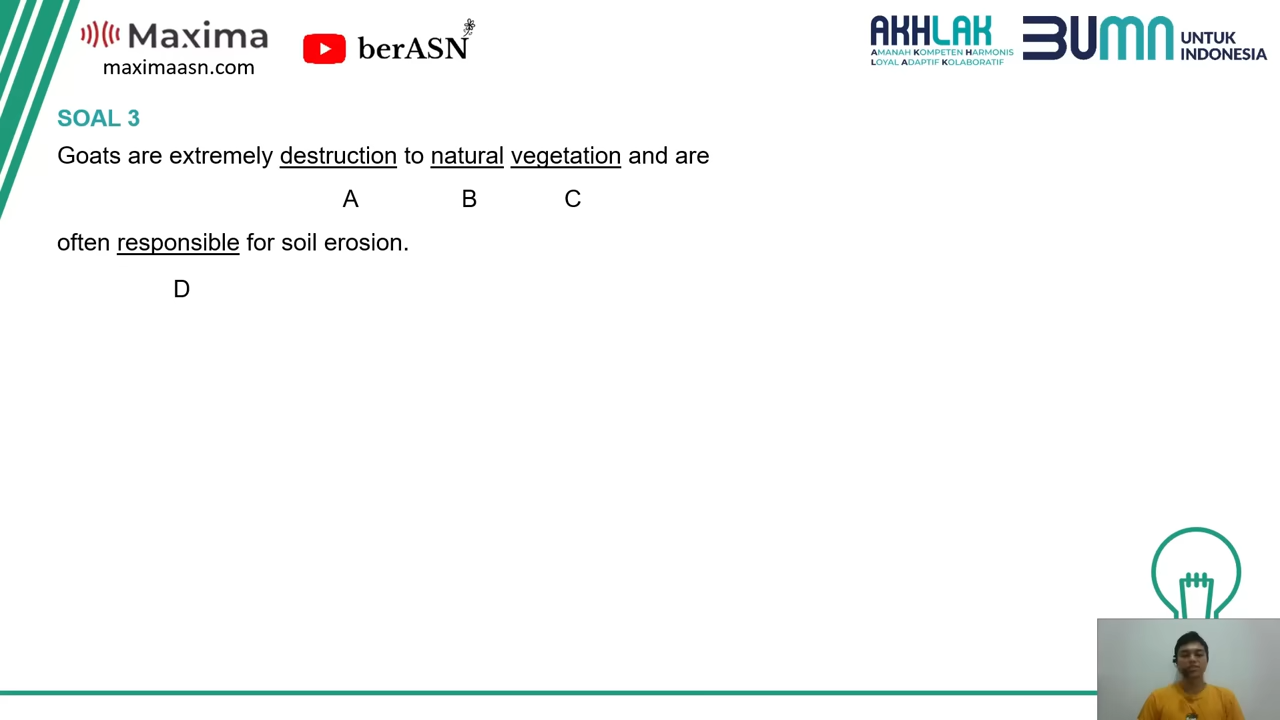 Maxima
maximaasn.com
berASN
AKHLAK
AMANAH KOMPETEN HARMONIS
LOYAL ADAPTIF KOLABORATIF
BUMN UNTUK
INDONESIA
SOAL 3
Goats are extremely destruction to natural vegetation and are
A B C
often responsible for soil erosion.
D